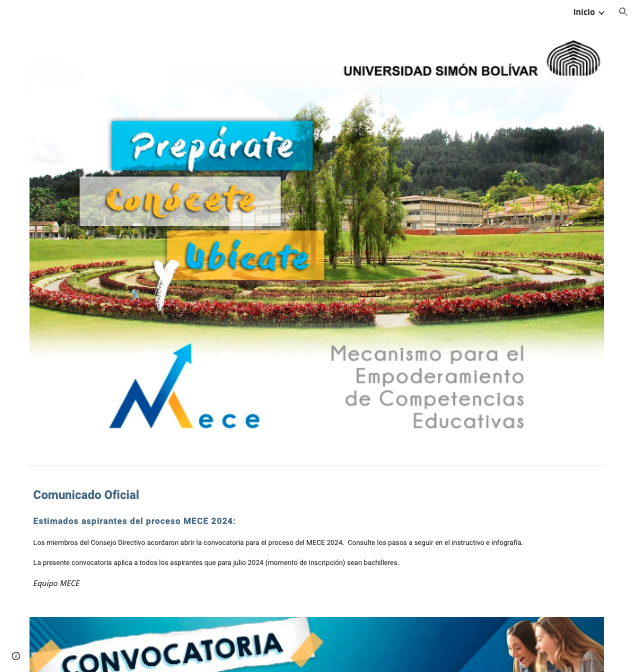 Inicio
UNIVERSIDAD SIMÓN BOLÍVAR
Prepárate
Conócete
y Ubícate
Mece
Mecanismo para el
Empoderamiento
de Competencias
Educativas
Comunicado Oficial
Estimados aspirantes del proceso MECE 2024:
Los miembros del Consejo Directivo acordaron abrir la convocatoria para el proceso del MECE 2024. Consulte los pasos a seguir en el instructivo e infografía.
La presente convocatoria aplica a todos los aspirantes que para julio 2024 (momento de inscripción) sean bachilleres.
Equipo MECE
CONVOCATORIA